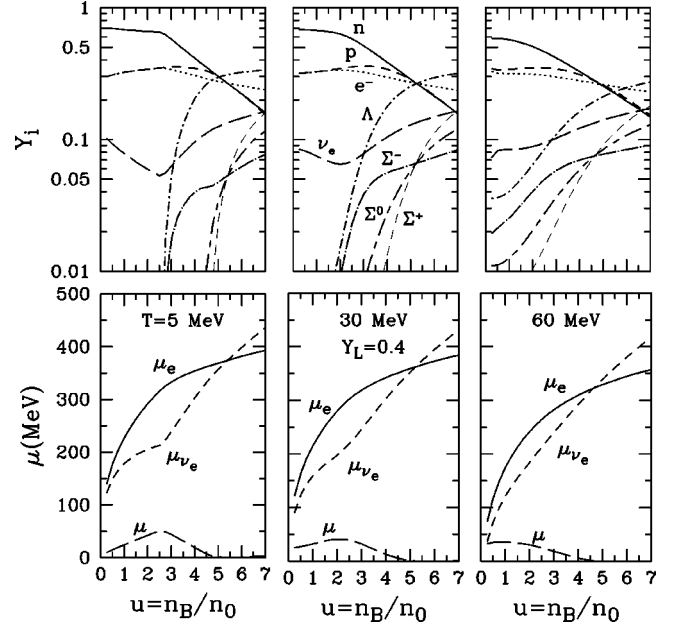 Y_i
1
0.5
0.1
0.05
0.01
n
p
e⁻
Λ
ν_e
Σ⁻
Σ⁰
Σ⁺
μ(MeV)
500
400
300
200
100
0
T=5 MeV
30 MeV
60 MeV
Y_L=0.4
μ_e
μ_e
μ_e
μ_νe
μ_νe
μ_νe
μ
μ
μ
0 1 2 3 4 5 6 7
0 1 2 3 4 5 6 7
0 1 2 3 4 5 6 7
u=n_B/n_0
u=n_B/n_0
u=n_B/n_0